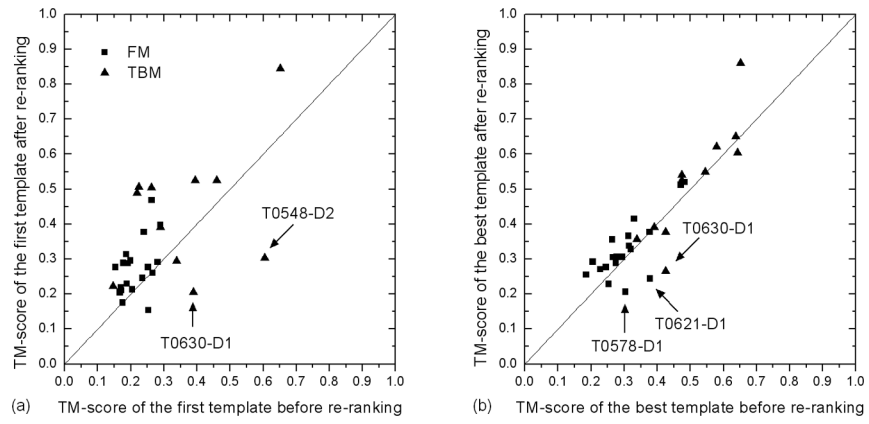 TM-score of the first template after re-ranking
1.0
0.9
0.8
0.7
0.6
0.5
0.4
0.3
0.2
0.1
0.0
FM
TBM
T0548-D2
T0630-D1
0.0 0.1 0.2 0.3 0.4 0.5 0.6 0.7 0.8 0.9 1.0
(a) TM-score of the first template before re-ranking
TM-score of the best template after re-ranking
1.0
0.9
0.8
0.7
0.6
0.5
0.4
0.3
0.2
0.1
0.0
T0630-D1
T0621-D1
T0578-D1
0.0 0.1 0.2 0.3 0.4 0.5 0.6 0.7 0.8 0.9 1.0
(b) TM-score of the best template before re-ranking